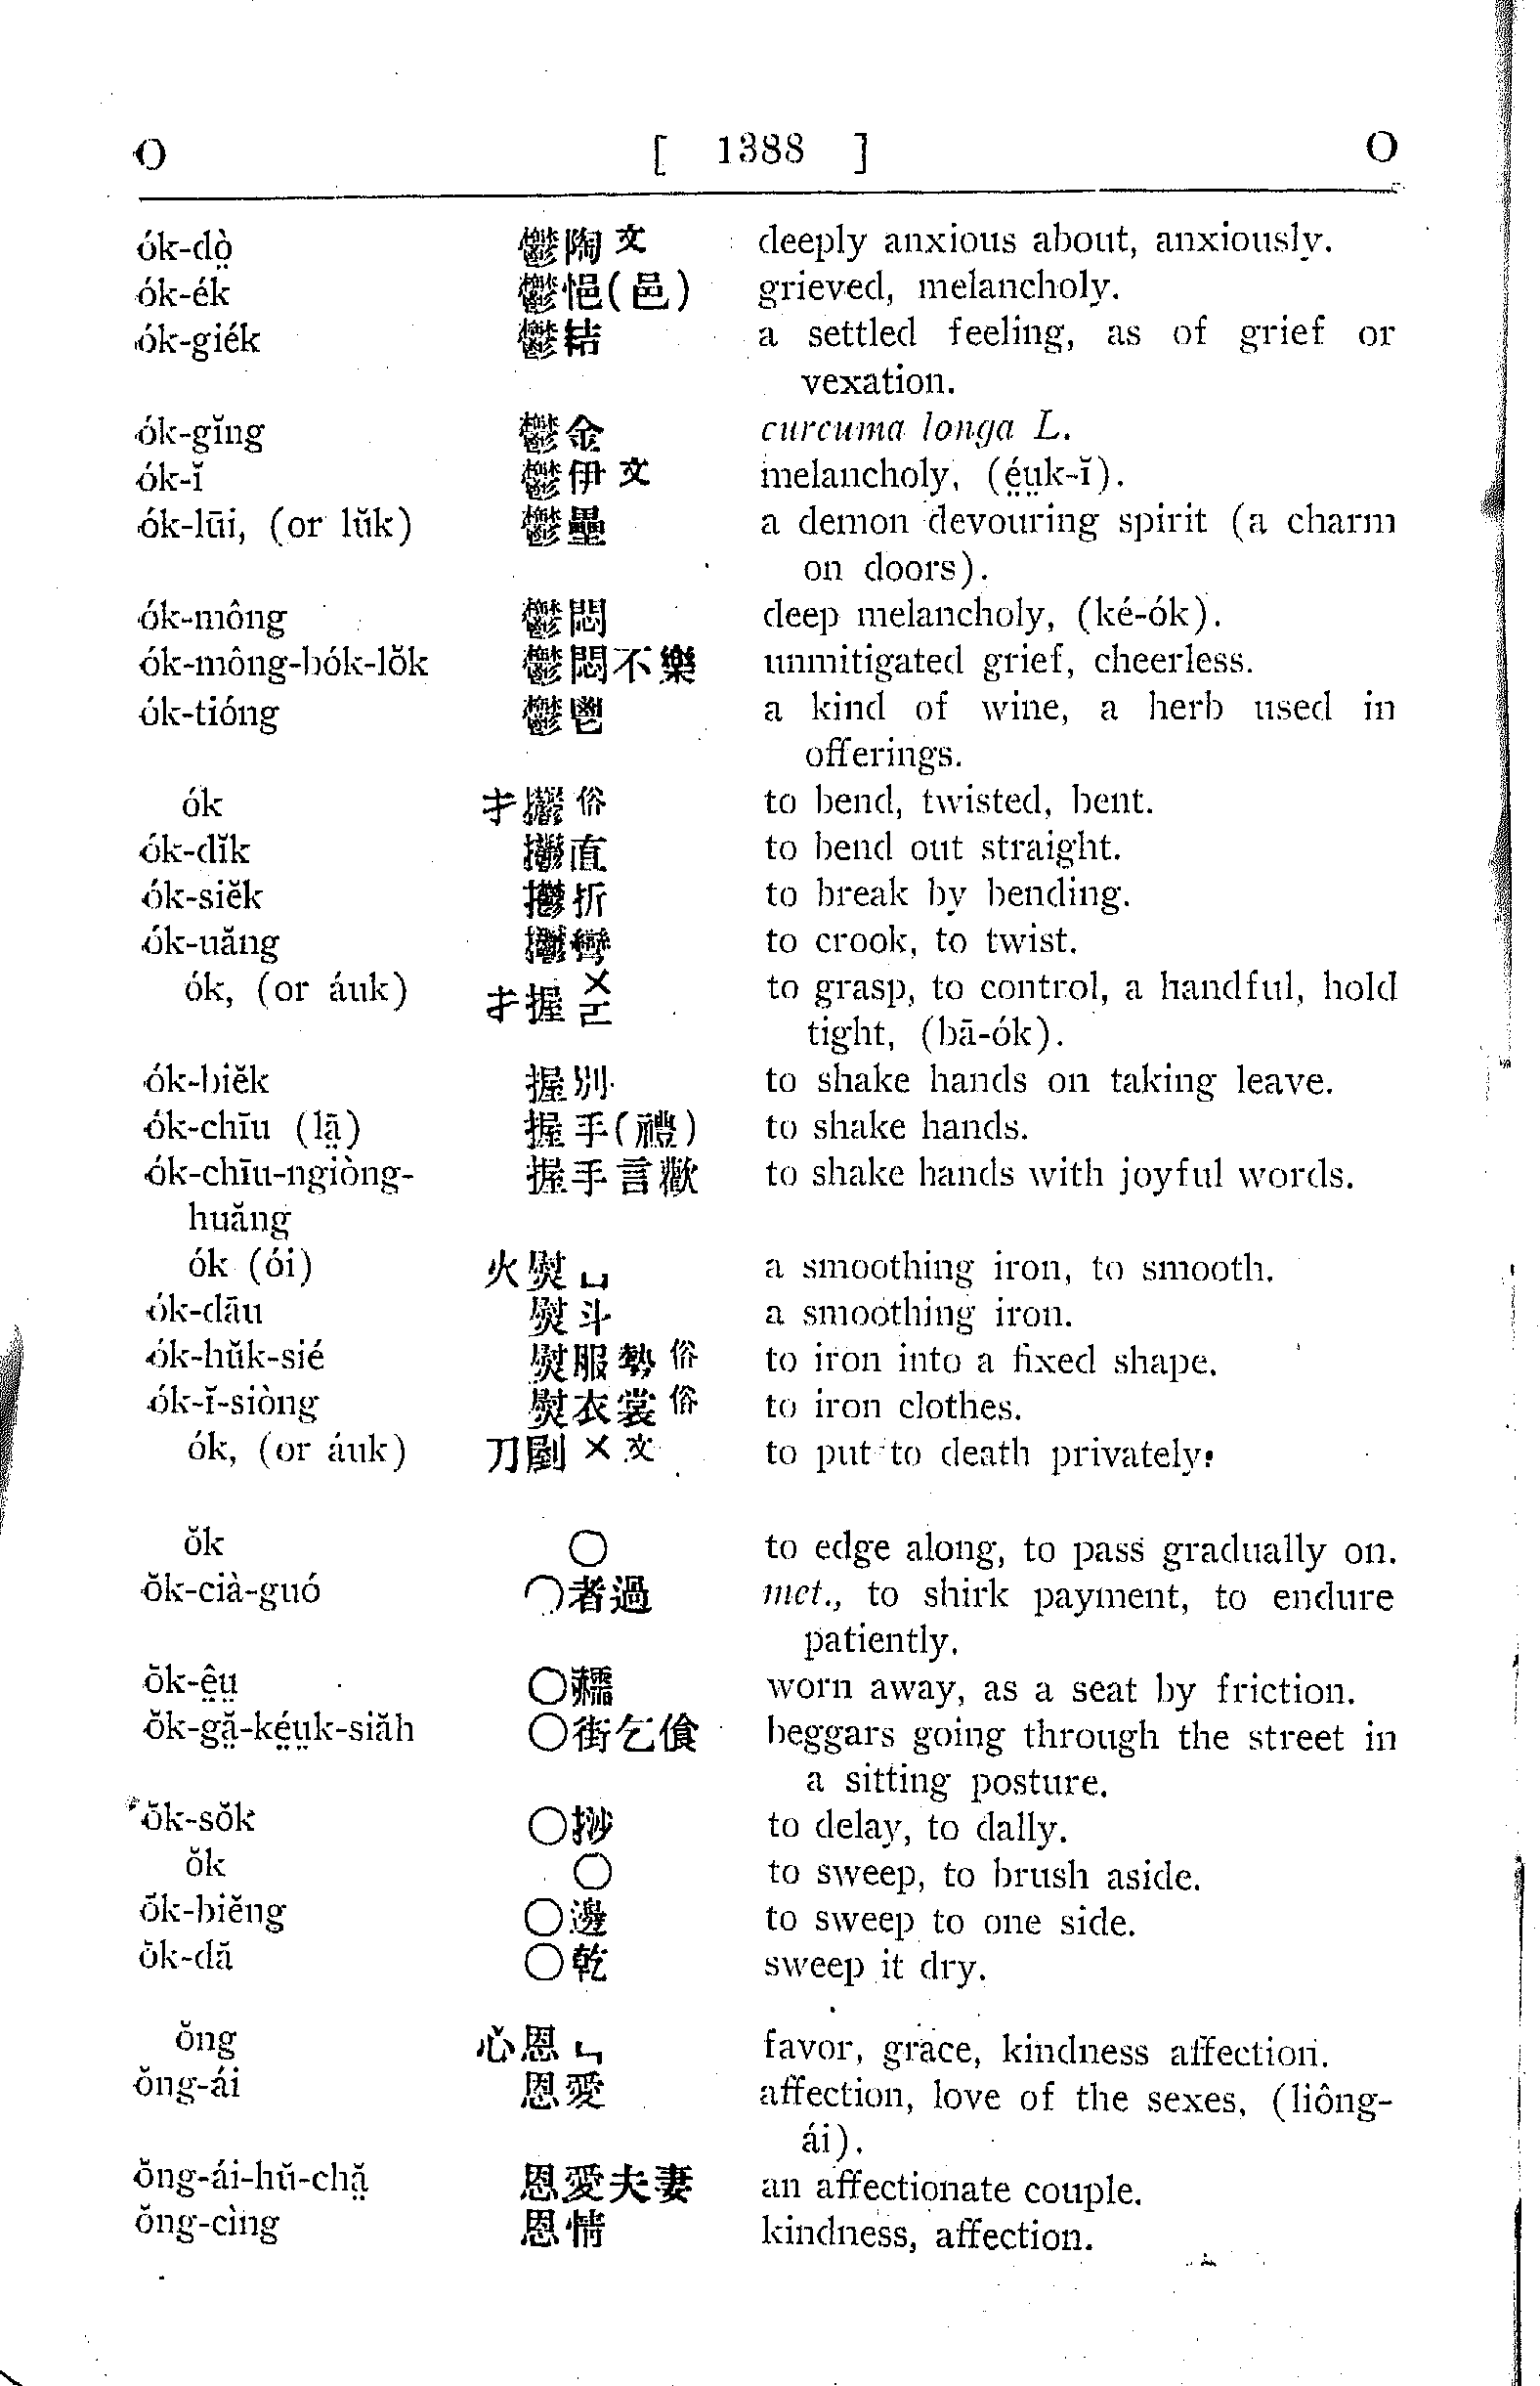 O [ 1388 ] O
ók-dò̤ 鬱陶文 deeply anxious about, anxiously.
ók-ék 鬱悒(邑) grieved, melancholy.
ók-giék 鬱結 a settled feeling, as of grief or
vexation.
ók-gĭng 鬱金 curcuma longa L.
ók-ĭ 鬱伊文 melancholy, (é̤ṳk-ĭ).
ók-lūi, (or lŭk) 鬱壘 a demon devouring spirit (a charm
on doors).
ók-mông 鬱悶 deep melancholy, (ké-ók).
ók-mông-bók-lŏk 鬱悶不樂 unmitigated grief, cheerless.
ók-tióng 鬱鬯 a kind of wine, a herb used in
offerings.
ók 扌 俗 to bend, twisted, bent.
ók-dĭk 直 to bend out straight.
ók-siĕk 折 to break by bending.
ók-uăng 彎 to crook, to twist.
ók, (or áuk) 扌握 to grasp, to control, a handful, hold
tight, (bā-ók).
ók-biĕk 握別 to shake hands on taking leave.
ók-chīu (lā̤) 握手(禮) to shake hands.
ók-chīu-ngiòng- 握手言歡 to shake hands with joyful words.
huăng
ók (ói) 火熨ㄩ a smoothing iron, to smooth.
ók-dāu 熨斗 a smoothing iron.
ók-hŭk-sié 熨服勢俗 to iron into a fixed shape.
ók-ĭ-siòng 熨衣裳俗 to iron clothes.
ók, (or áuk) 刀剭×文 to put to death privately.
ŏk 〇 to edge along, to pass gradually on.
ŏk-cià-guó 〇者過 met., to shirk payment, to endure
patiently.
ŏk-ê̤ṳ 〇 worn away, as a seat by friction.
ŏk-gă̤-ké̤ṳk-siăh 〇街乞飠 beggars going through the street in
a sitting posture.
ŏk-sŏk 〇 to delay, to dally.
ŏk 〇 to sweep, to brush aside.
ŏk-biĕng 〇邊 to sweep to one side.
ŏk-dă 〇乾 sweep it dry.
ŏng 心恩ㄣ favor, grace, kindness affection.
ŏng-ái 恩愛 affection, love of the sexes, (liông-
ái).
ŏng-ái-hŭ-chă̤ 恩愛夫妻 an affectionate couple.
ŏng-cìng 恩情 kindness, affection.